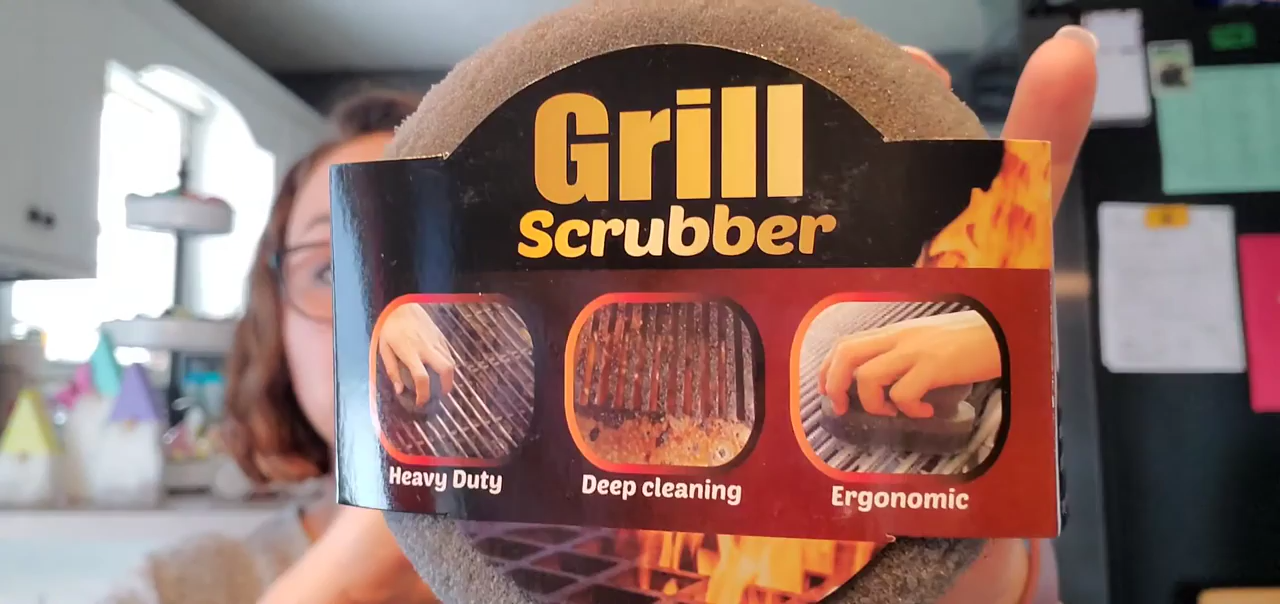 Grill
Scrubber
Heavy Duty
Deep cleaning
Ergonomic